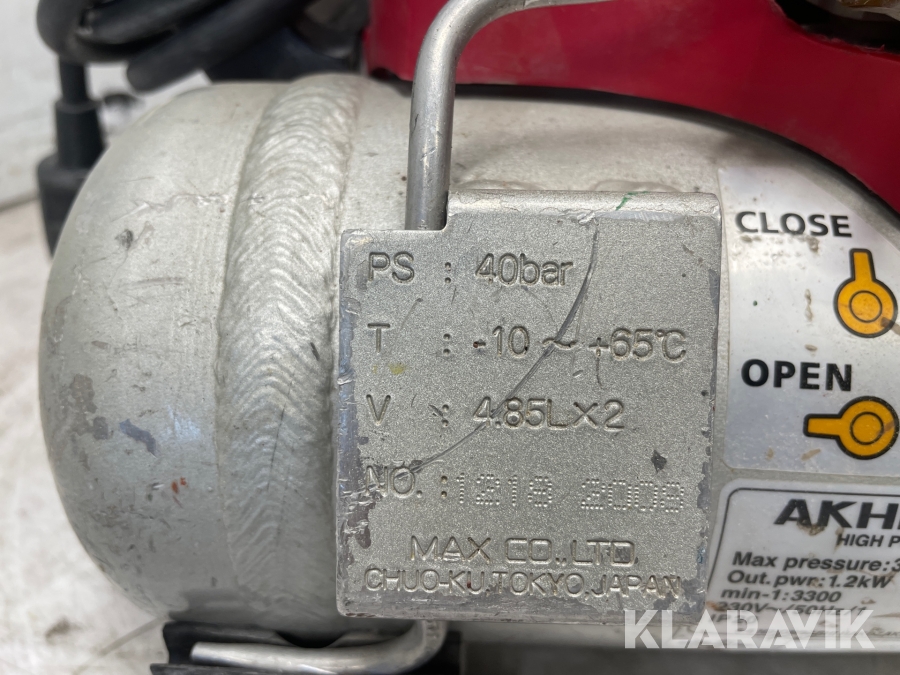 PS : 40bar
T : -10 ~ +65℃
V : 4.85L×2
NO. : 1218 2008
MAX CO.,LTD.
CHUO-KU.TOKYO.JAPAN
CLOSE
OPEN
AKH
HIGH P
Max pressure:3
Out. pwr:1.2kW
min-1:3300
KLARAVIK